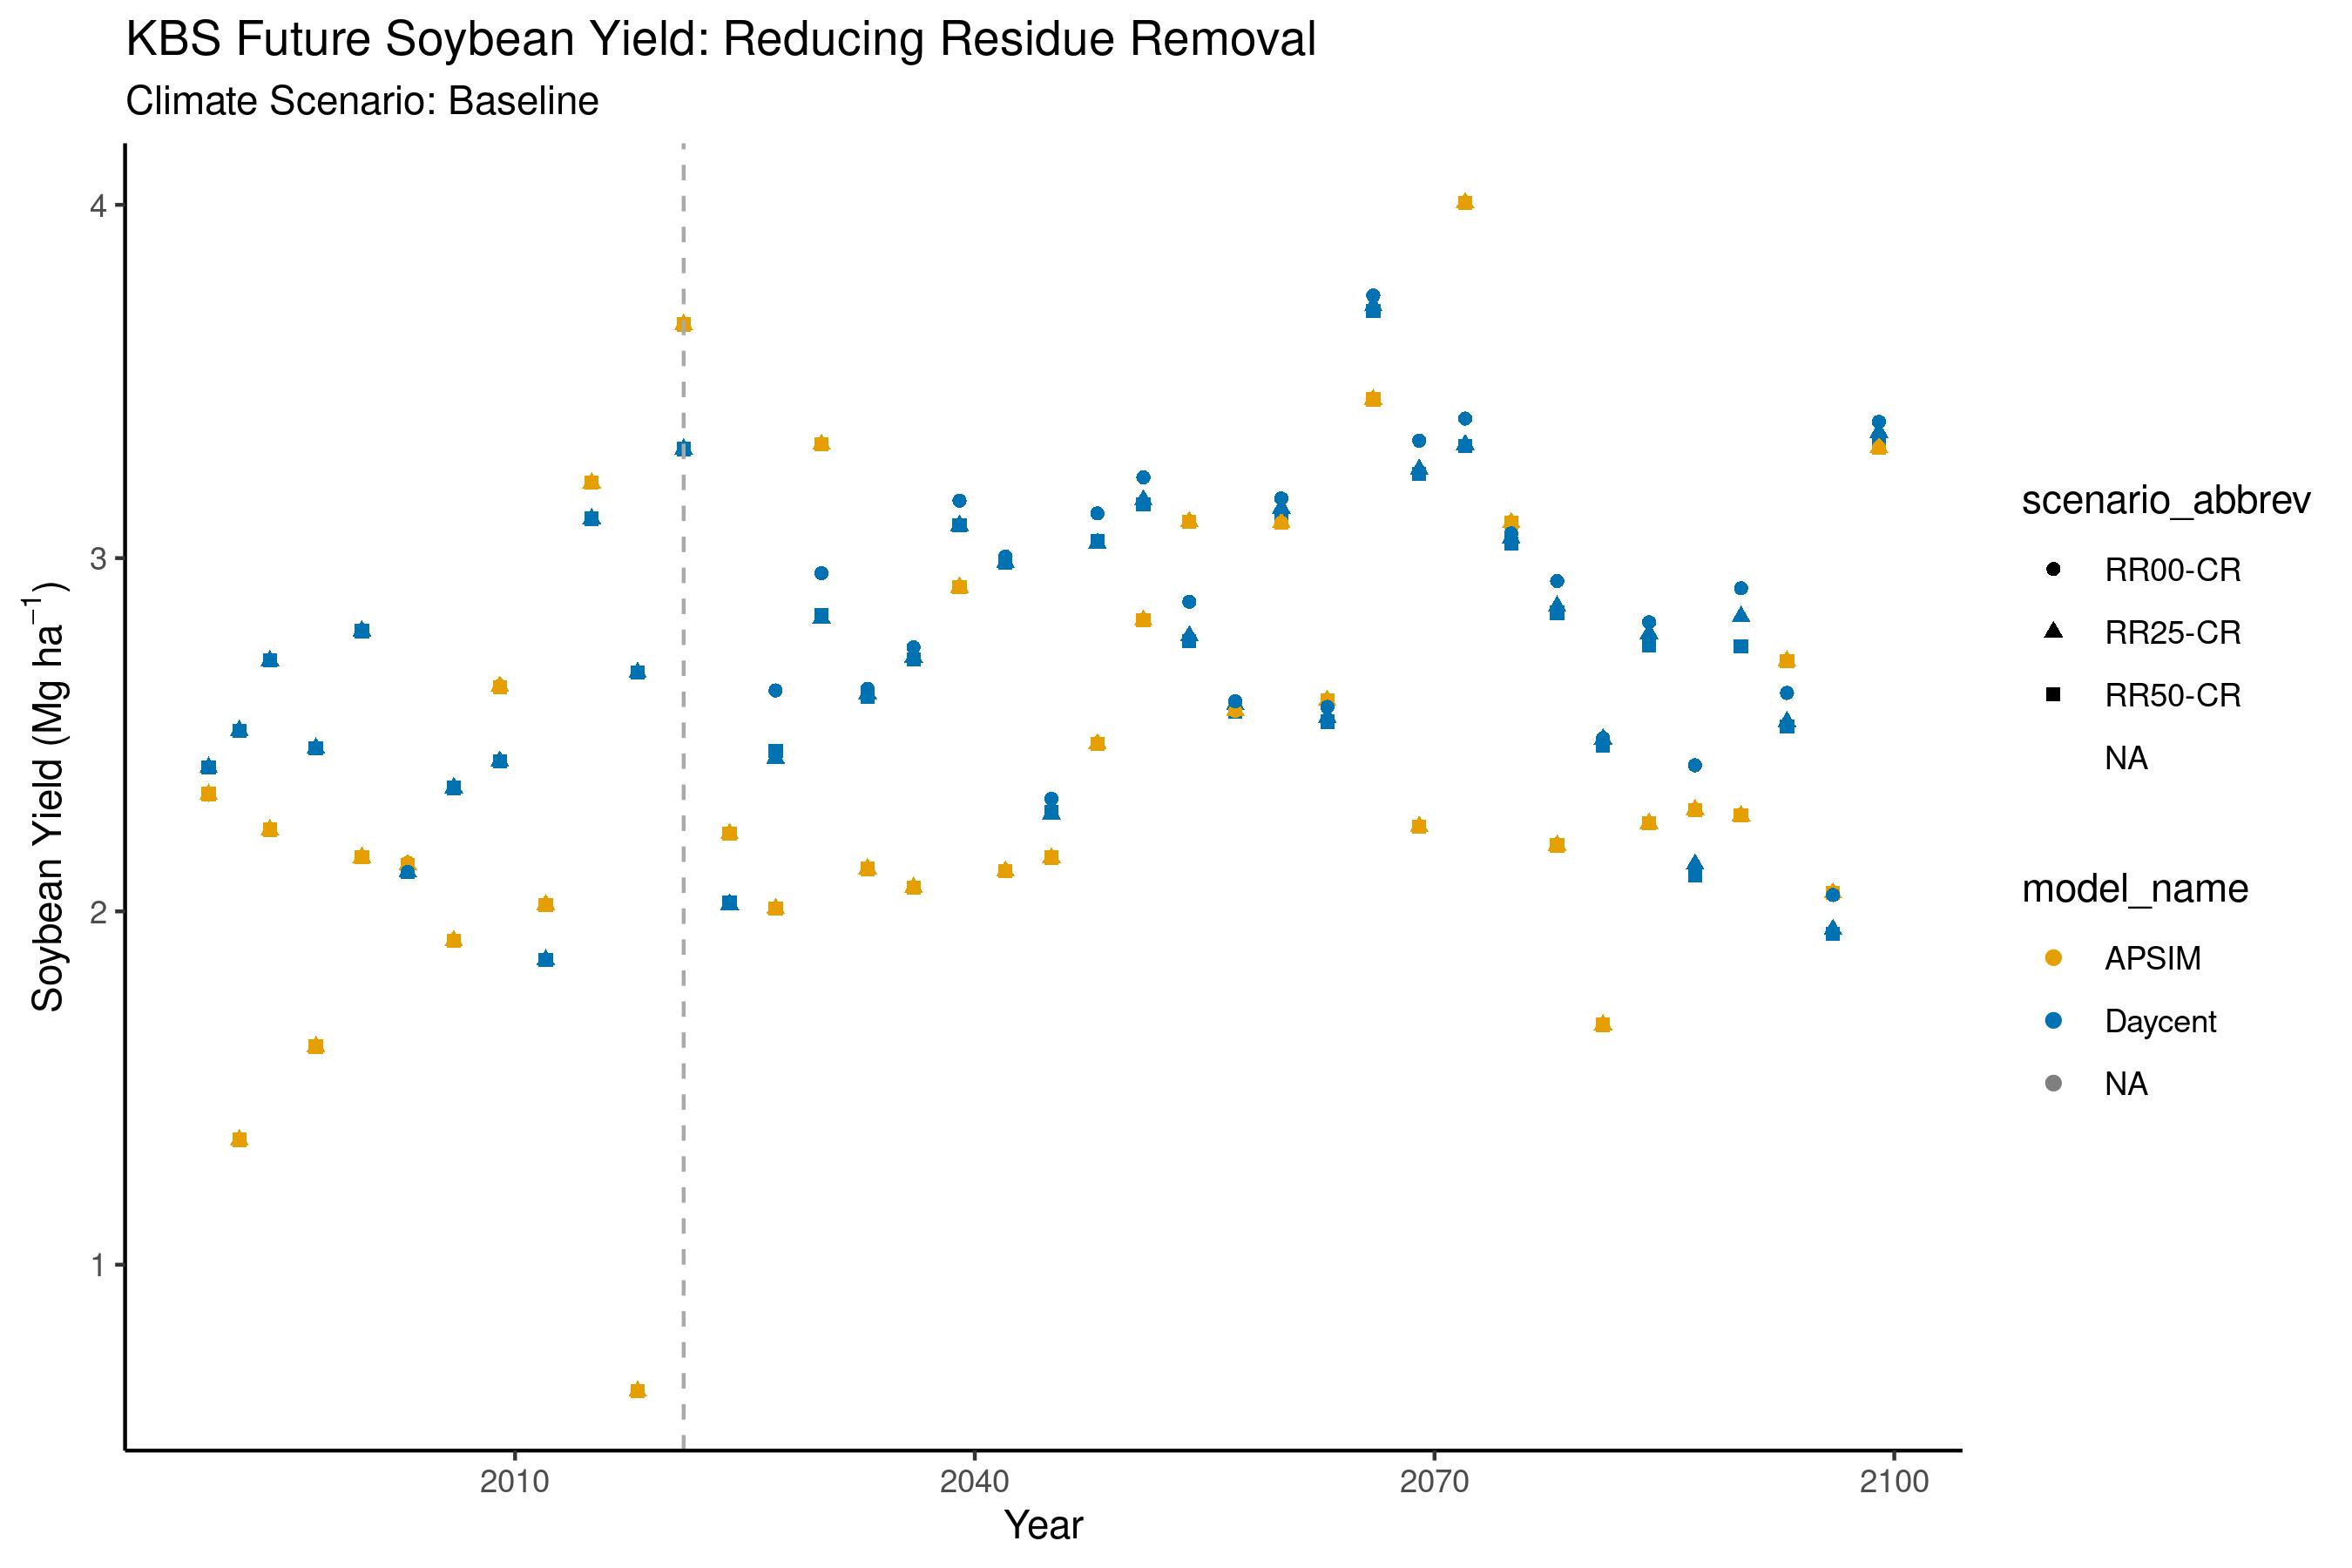 KBS Future Soybean Yield: Reducing Residue Removal
Climate Scenario: Baseline
Soybean Yield (Mg ha⁻¹)
4
3
2
1
2010
2040
2070
2100
Year
scenario_abbrev
RR00-CR
RR25-CR
RR50-CR
NA
model_name
APSIM
Daycent
NA